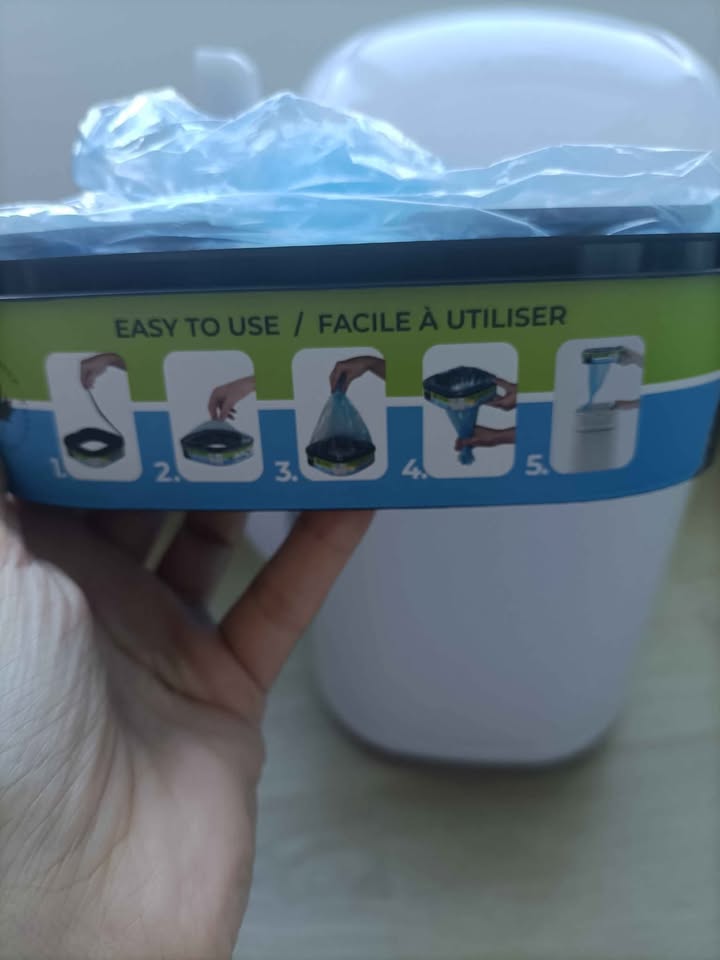 EASY TO USE / FACILE À UTILISER
1. 2. 3. 4. 5.